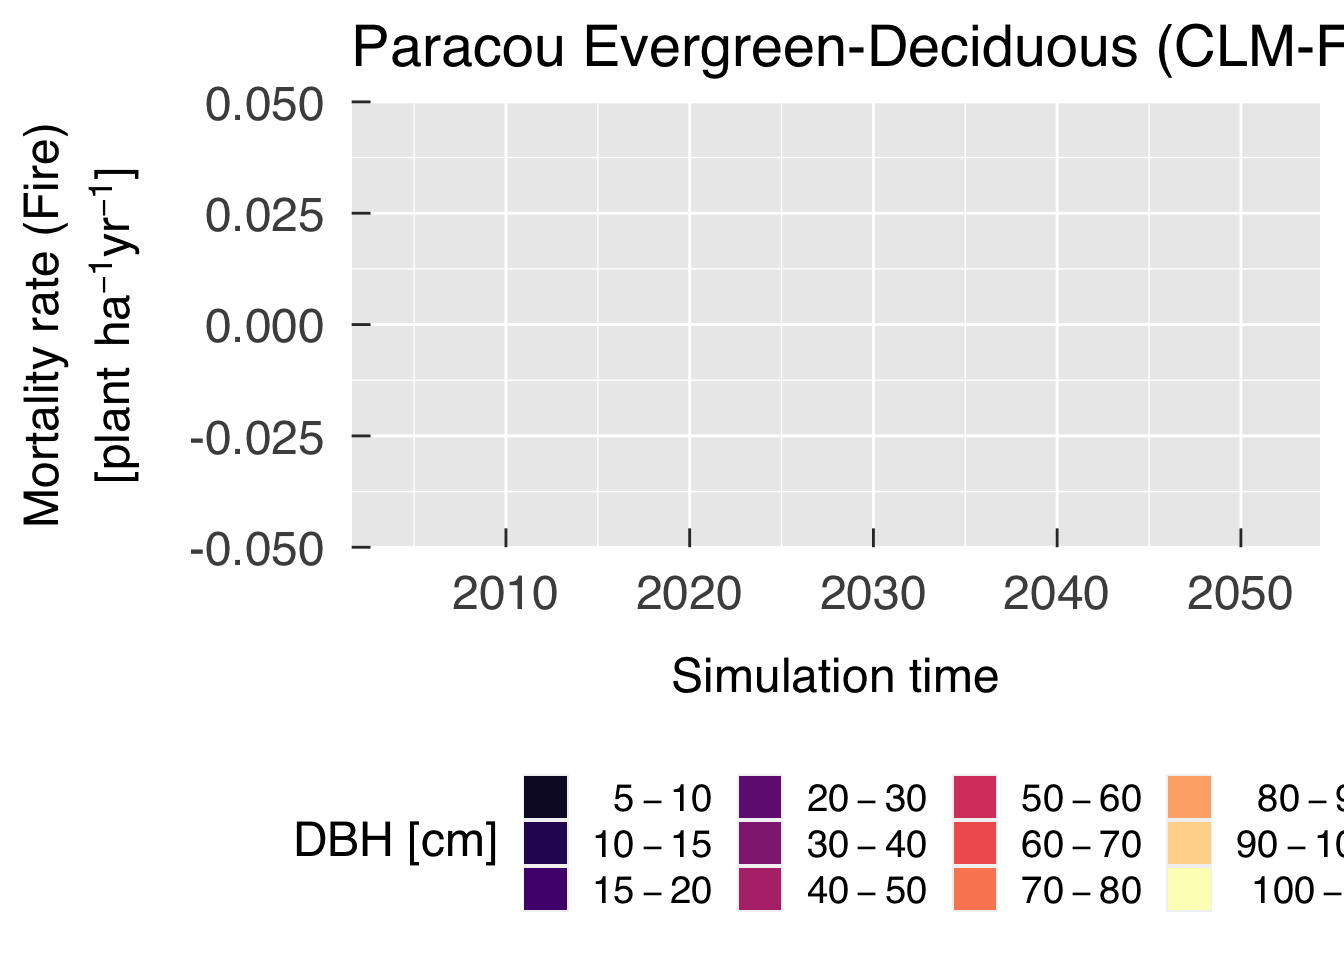 Paracou Evergreen-Deciduous (CLM-F
Mortality rate (Fire)
[plant ha⁻¹yr⁻¹]
0.050
0.025
0.000
-0.025
-0.050
2010 2020 2030 2040 2050
Simulation time
DBH [cm]
5 – 10 20 – 30 50 – 60 80 – 9
10 – 15 30 – 40 60 – 70 90 – 10
15 – 20 40 – 50 70 – 80 100 –